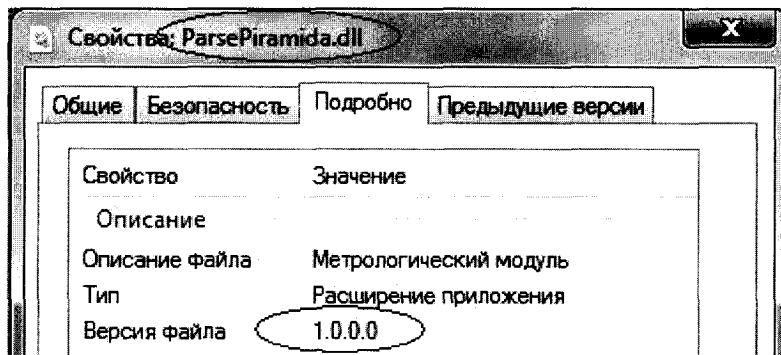 Свойства: ParsePiramida.dll
X
Общие Безопасность Подробно Предыдущие версии
Свойство Значение
Описание
Описание файла Метрологический модуль
Тип Расширение приложения
Версия файла 1.0.0.0